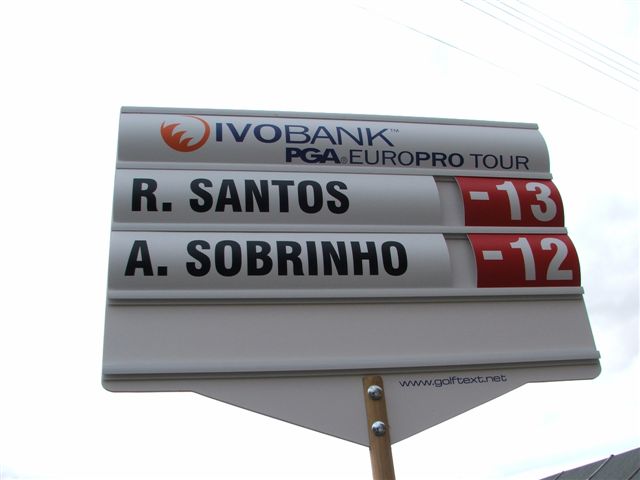 IVOBANK™
PGA® EUROPRO TOUR
R. SANTOS -13
A. SOBRINHO -12
www.golftext.net